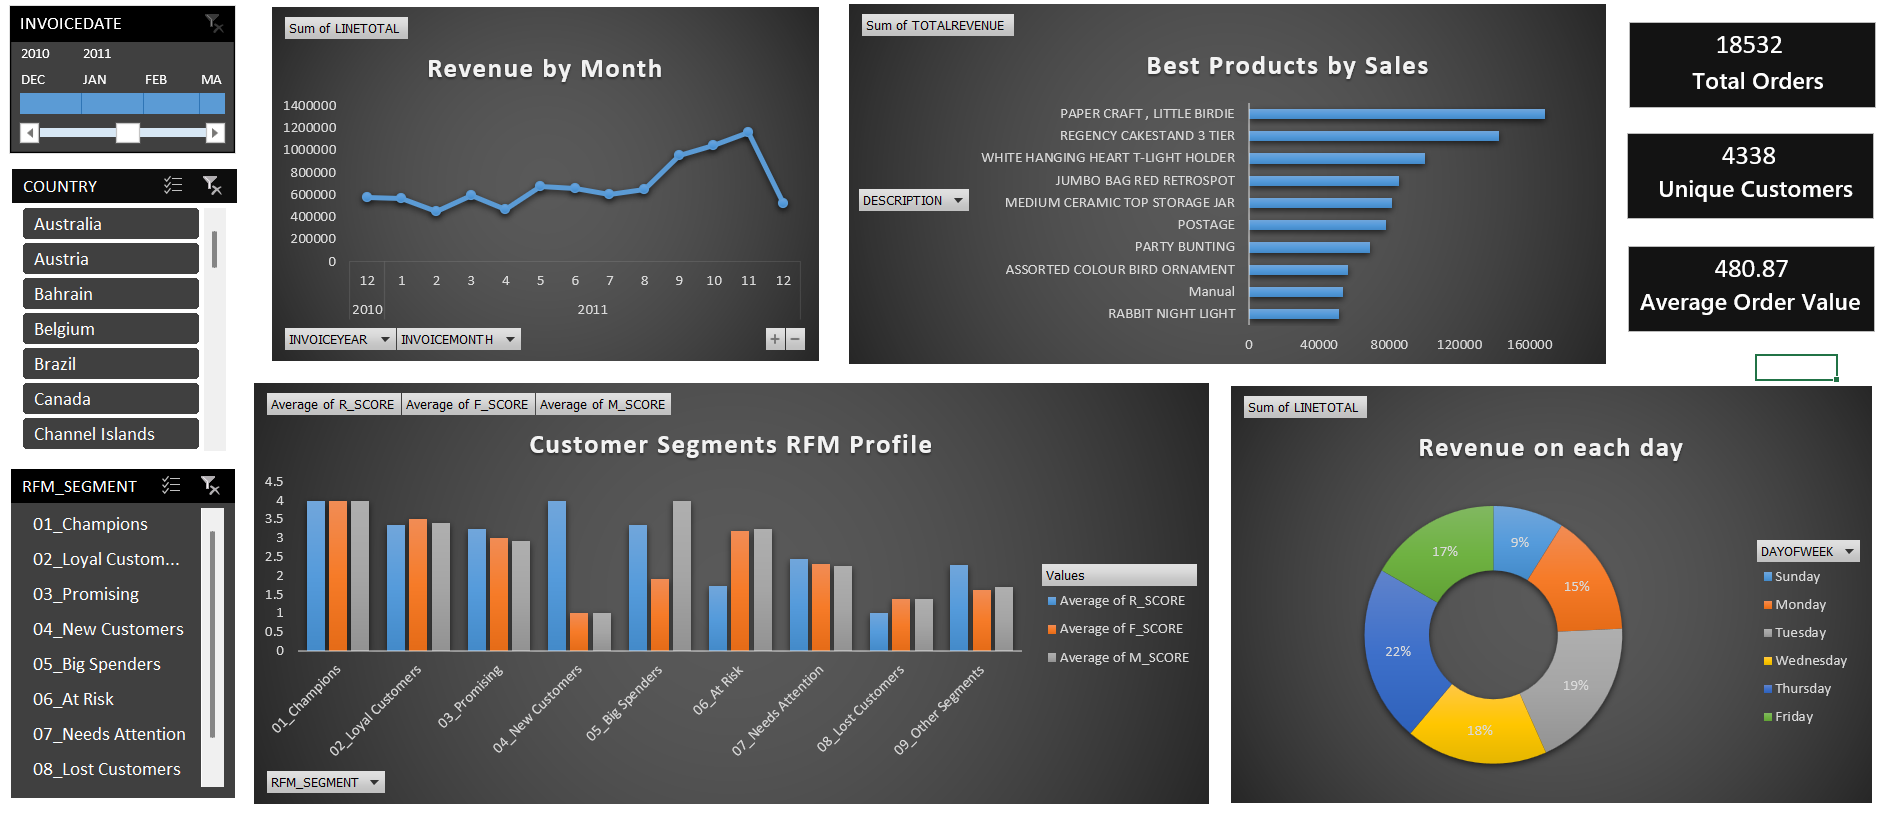 INVOICEDATE
2010 2011
DEC JAN FEB MA
COUNTRY
Australia
Austria
Bahrain
Belgium
Brazil
Canada
Channel Islands
RFM_SEGMENT
01_Champions
02_Loyal Custom...
03_Promising
04_New Customers
05_Big Spenders
06_At Risk
07_Needs Attention
08_Lost Customers
Sum of LINETOTAL
Revenue by Month
1400000
1200000
1000000
800000
600000
400000
200000
0
12 1 2 3 4 5 6 7 8 9 10 11 12
2010 2011
INVOICEYEAR INVOICEMONTH
+ −
Sum of TOTALREVENUE
Best Products by Sales
DESCRIPTION
PAPER CRAFT , LITTLE BIRDIE
REGENCY CAKESTAND 3 TIER
WHITE HANGING HEART T-LIGHT HOLDER
JUMBO BAG RED RETROSPOT
MEDIUM CERAMIC TOP STORAGE JAR
POSTAGE
PARTY BUNTING
ASSORTED COLOUR BIRD ORNAMENT
Manual
RABBIT NIGHT LIGHT
0 40000 80000 120000 160000
18532
Total Orders
4338
Unique Customers
480.87
Average Order Value
Average of R_SCORE Average of F_SCORE Average of M_SCORE
Customer Segments RFM Profile
4.5
4
3.5
3
2.5
2
1.5
1
0.5
0
01_Champions
02_Loyal Customers
03_Promising
04_New Customers
05_Big Spenders
06_At Risk
07_Needs Attention
08_Lost Customers
09_Other Segments
Values
Average of R_SCORE
Average of F_SCORE
Average of M_SCORE
RFM_SEGMENT
Sum of LINETOTAL
Revenue on each day
9%
15%
19%
18%
22%
17%
DAYOFWEEK
Sunday
Monday
Tuesday
Wednesday
Thursday
Friday